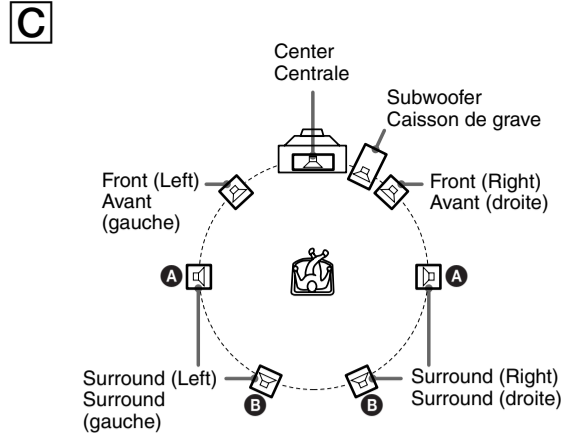 C
Center
Centrale
Subwoofer
Caisson de grave
Front (Left)
Avant
(gauche)
Front (Right)
Avant (droite)
A
A
Surround (Left)
Surround
(gauche)
B
B
Surround (Right)
Surround (droite)